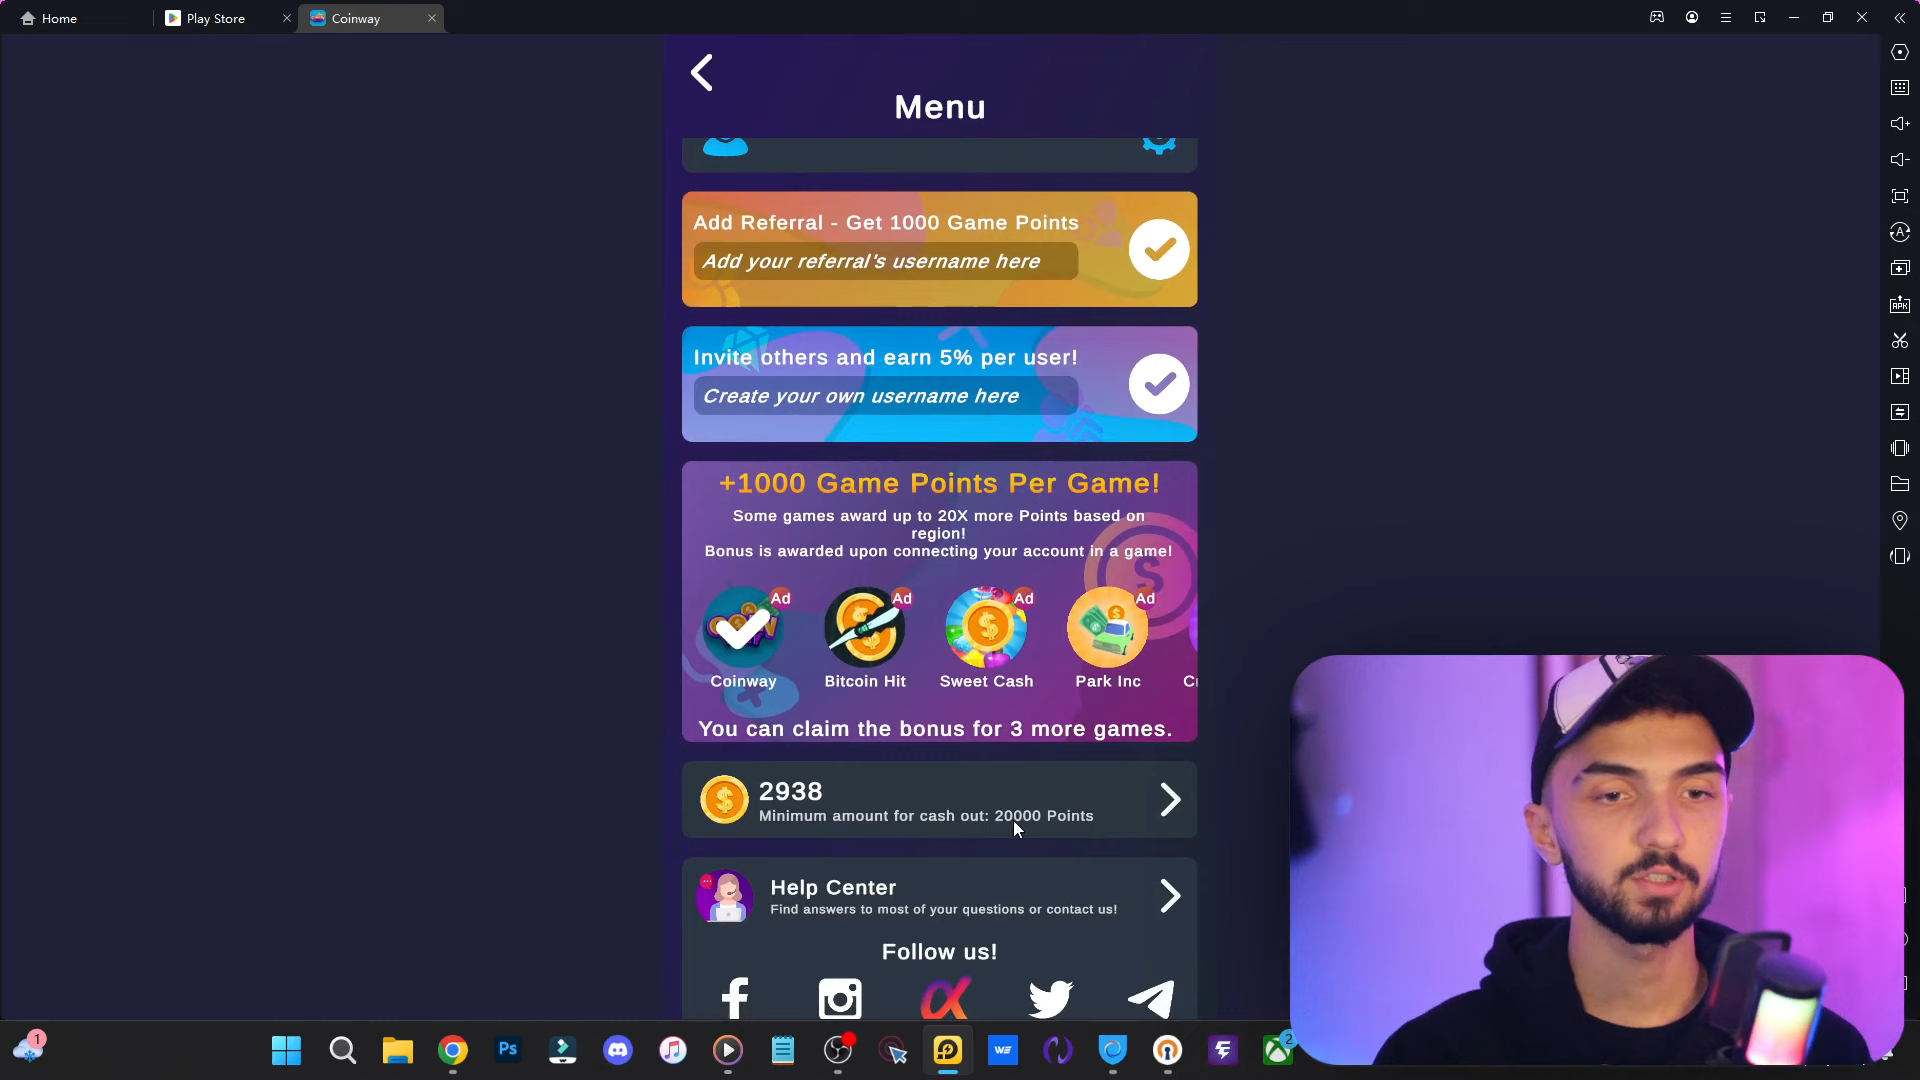 Home
Play Store
Coinway
Menu
Add Referral - Get 1000 Game Points
Add your referral's username here
Invite others and earn 5% per user!
Create your own username here
+1000 Game Points Per Game!
Some games award up to 20X more Points based on
region!
Bonus is awarded upon connecting your account in a game!
Ad
Ad
Ad
Ad
Coinway
Bitcoin Hit
Sweet Cash
Park Inc
You can claim the bonus for 3 more games.
2938
Minimum amount for cash out: 20000 Points
Help Center
Find answers to most of your questions or contact us!
Follow us!
1
Ps
WE
2
APK
A